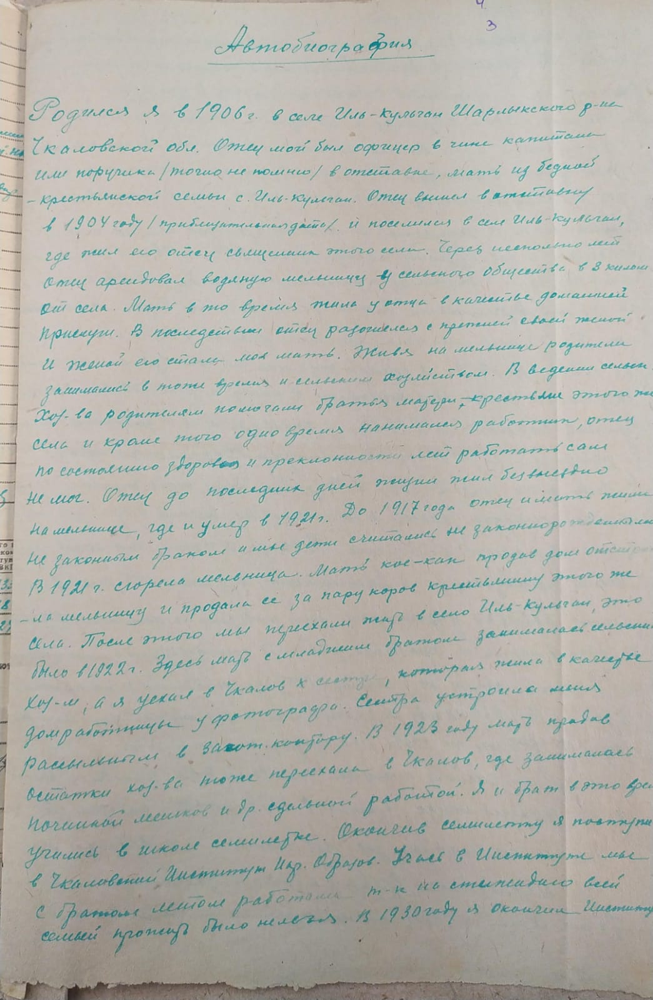 4
3
Автобиография
Родился я в 1906 г. в селе Иль-Кульган Шарлыкского р-на
Чкаловской обл. Отец мой был офицер в чине капитана
или поручика /точно не помню/ в отставке, мать из бедной
- крестьянской семьи с. Иль-Кульган. Отец вышел в отставку
в 1904 году /приблизительная дата/. и поселился в селе Иль-Кульган,
где жил его отец священник этого села. Через несколько лет
отец арендовал водяную мельницу у сельского общества в 3 килом
от села. Мать в то время жила у отца в качестве домашней
прислуги. В последствии отец разошелся с прежней своей женой
и женой его стала моя мать. Живя на мельнице родители
занимались в тоже время и сельским хозяйством. В ведении сельск.
хоз-ва родителям помогали братья матери, крестьяне этого же
села и кроме того одно время нанимался работник, отец
по состоянию здоровья и преклонности лет работать сам
не мог. Отец до последних дней жизни жил безвыездно
на мельнице, где и умер в 1921 г. До 1917 года отец и мать жили
не законным браком и мы дети считались не законнорожденными
В 1921 г. сгорела мельница. Мать кое-как продав дом отстрои
-ла мельницу и продала ее за пару коров крестьянину этого же
села. После этого мы переехали жить в село Иль-Кульган, это
было в 1922 г. Здесь мать с младшим братом занималась сельским
хоз-м, а я уехал в Чкалов к сестре, которая жила в качестве
домработницы у фотографа. Сестра устроила меня
рассыльным в загот. контору. В 1923 году мать продав
остатки хоз-ва тоже переехала в Чкалов, где занималась
починкой мешков и др. сдельной работой. Я и брат в это время
учились в школе семилетке. Окончив семилетку я поступил
в Чкаловский Институт Нар. Образов. Учась в Институте мы
с братом летом работали т-к на стипендию всей
семьей прожить было нельзя. В 1930 году я окончил Институт